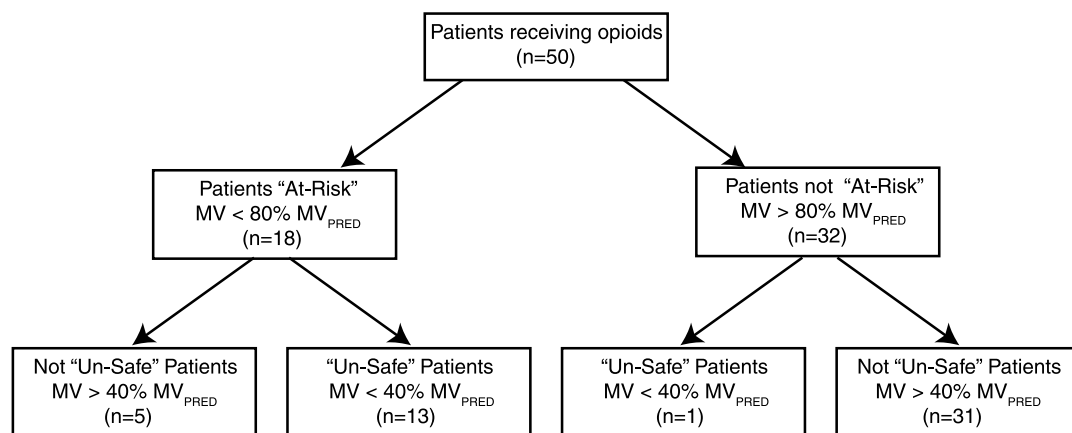 Patients receiving opioids
(n=50)
Patients “At-Risk”
MV < 80% MVPRED
(n=18)
Patients not “At-Risk”
MV > 80% MVPRED
(n=32)
Not “Un-Safe” Patients
MV > 40% MVPRED
(n=5)
“Un-Safe” Patients
MV < 40% MVPRED
(n=13)
“Un-Safe” Patients
MV < 40% MVPRED
(n=1)
Not “Un-Safe” Patients
MV > 40% MVPRED
(n=31)